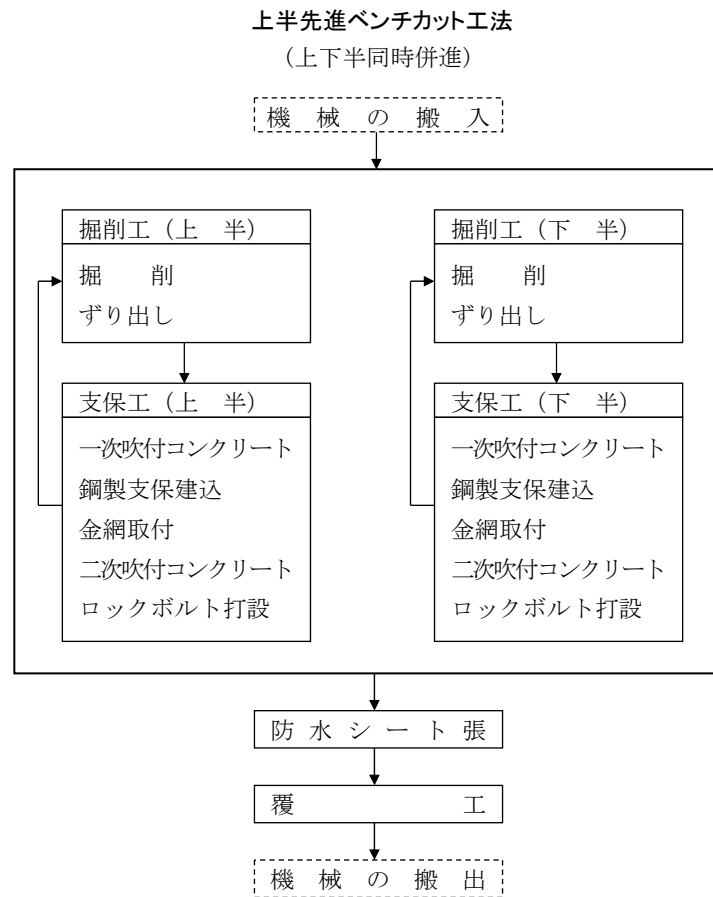 上半先進ベンチカット工法
（上下半同時併進）
機械の搬入
掘削工（上　半）
掘　　削
ずり出し
支保工（上　半）
一次吹付コンクリート
鋼製支保建込
金網取付
二次吹付コンクリート
ロックボルト打設
掘削工（下　半）
掘　　削
ずり出し
支保工（下　半）
一次吹付コンクリート
鋼製支保建込
金網取付
二次吹付コンクリート
ロックボルト打設
防水シート張
覆　　工
機械の搬出